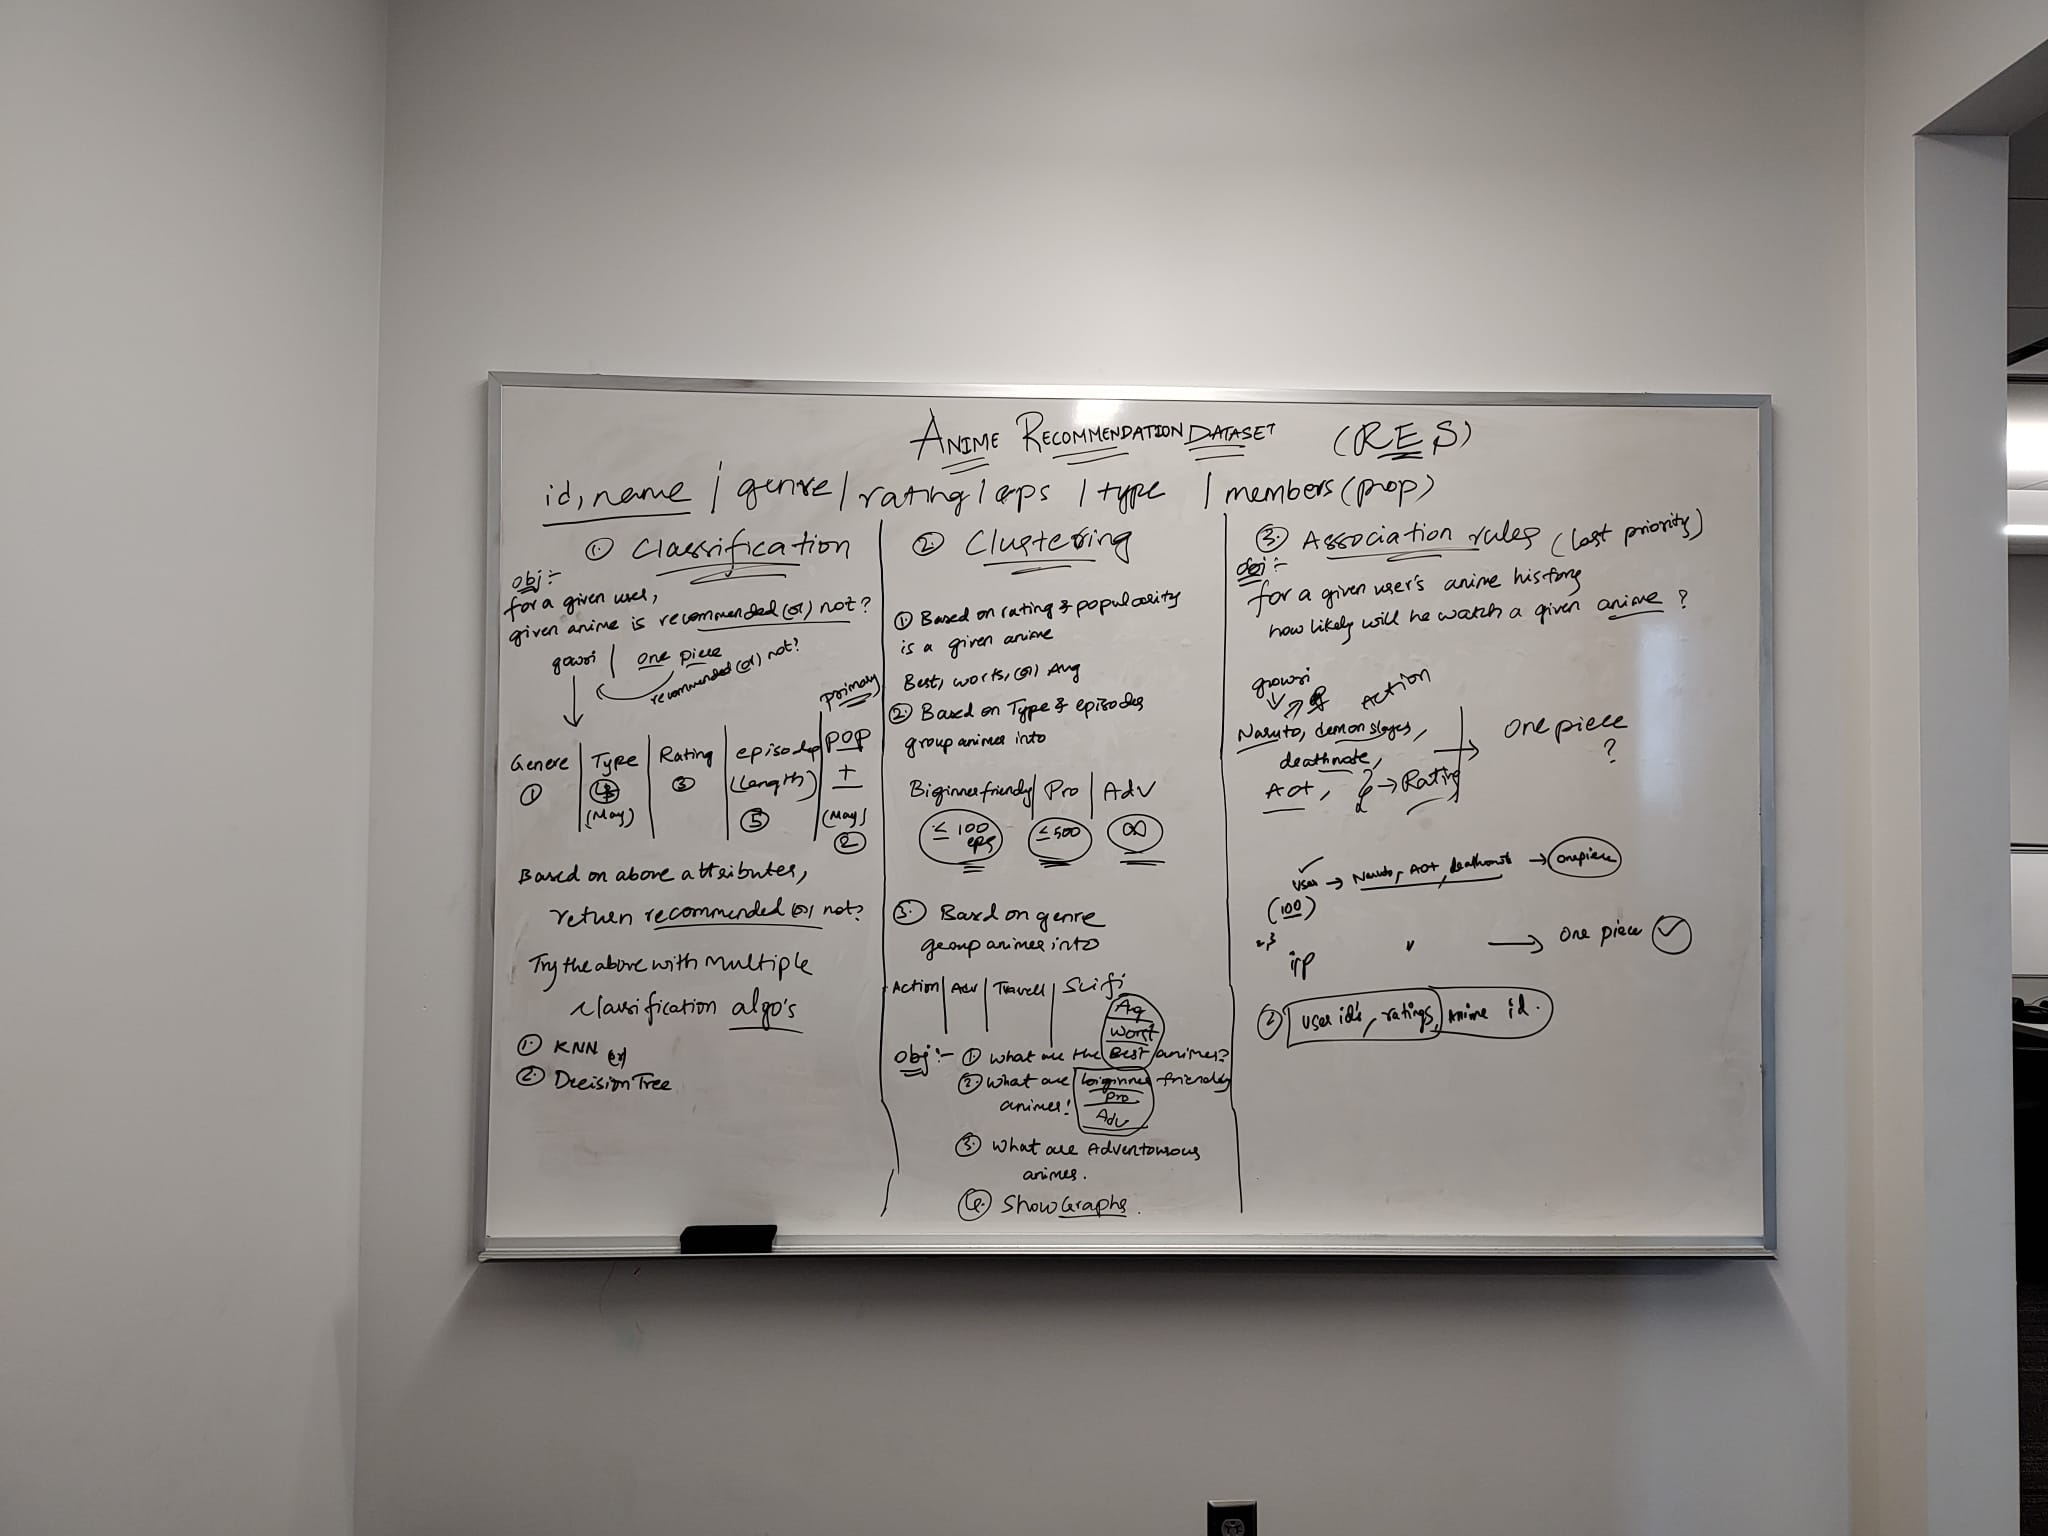 ANIME RECOMMENDATION DATASET (RES)
id, name / genre / rating / eps / type / members (pop)
1. Classification
obj:-
for a given user,
given anime is recommended (or) not?
gowri | one piece
recommended (or) not?
primary
Genere | Type | Rating | episodes | POP
(Length) +
(May) (May)
1 3 5 2
Based on above attributes,
return recommended (or) not?
Try the above with multiple
classification algo's
1. KNN (or)
2. Decision Tree
2. Clustering
1. Based on rating & popularity
is a given anime
Best, worts, (or) Avg
2. Based on Type & episodes
group animes into
Biginner friendly | Pro | Adv
≤ 100 eps ≤ 500 ∞
3. Based on genre
group animes into
Action | Adv | Travell | Scifi
Avg
Worst
obj:- 1. what are the Best animes?
2. What are biginner friendly
Pro
animes!
Adv
3. What are Adventourous
animes.
4. Show Graphs.
3. Association rules (last priority)
obj:-
for a given user's anime history
how likely will he watch a given anime?
gowri
Action
Naruto, demonslayer,
deathnote,
AOT, } → Rating
→ One piece
?
user → Naruto, AOT, deathnote → onepiece
(100)
→ One piece ✓
2 user id's, ratings, Anime id.